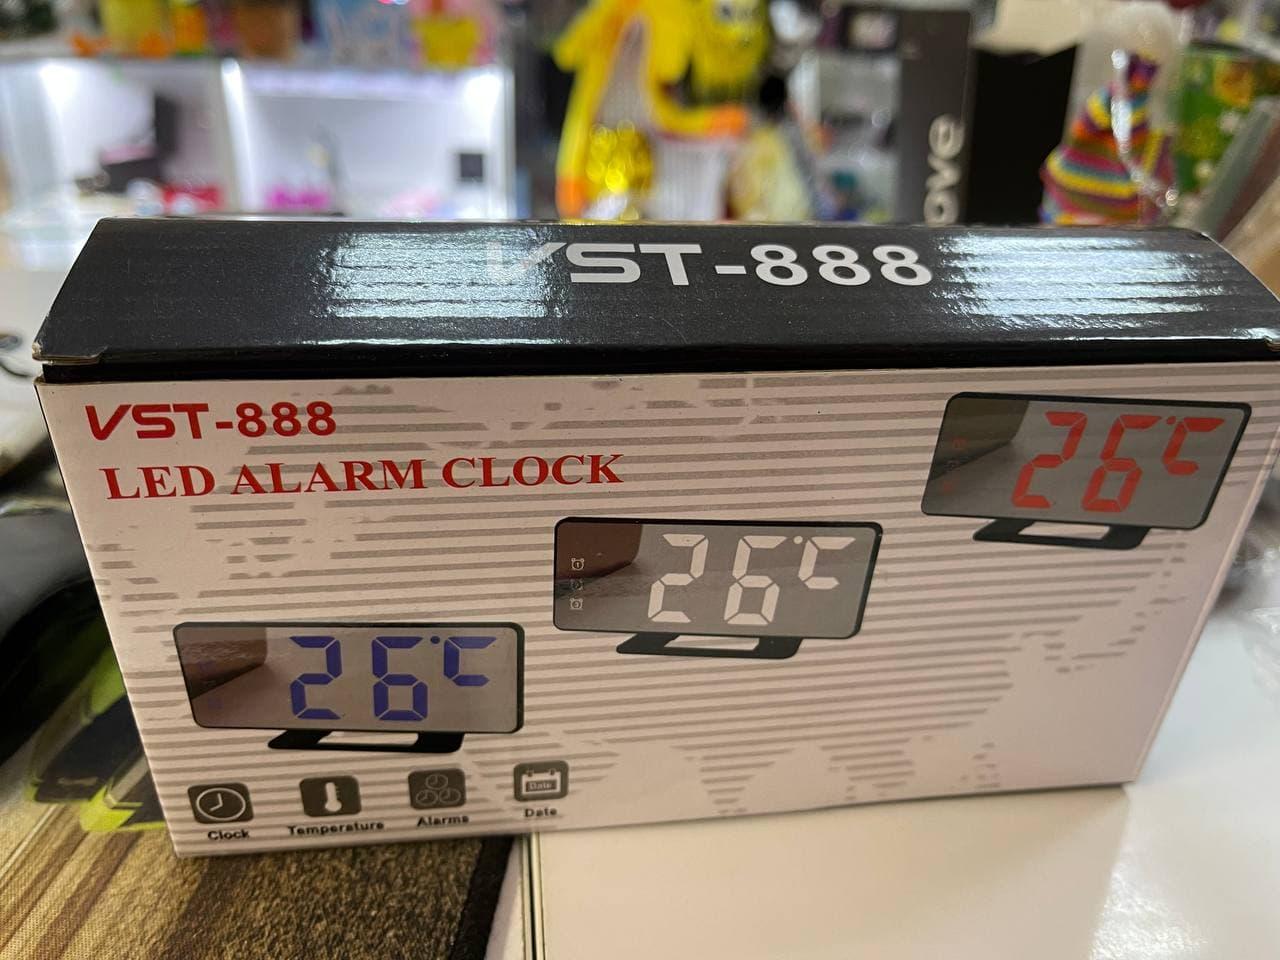 ove
VST-888
VST-888
LED ALARM CLOCK
26°C
26°C
26°C
Date
Clock
Temperature
Alarms
Date